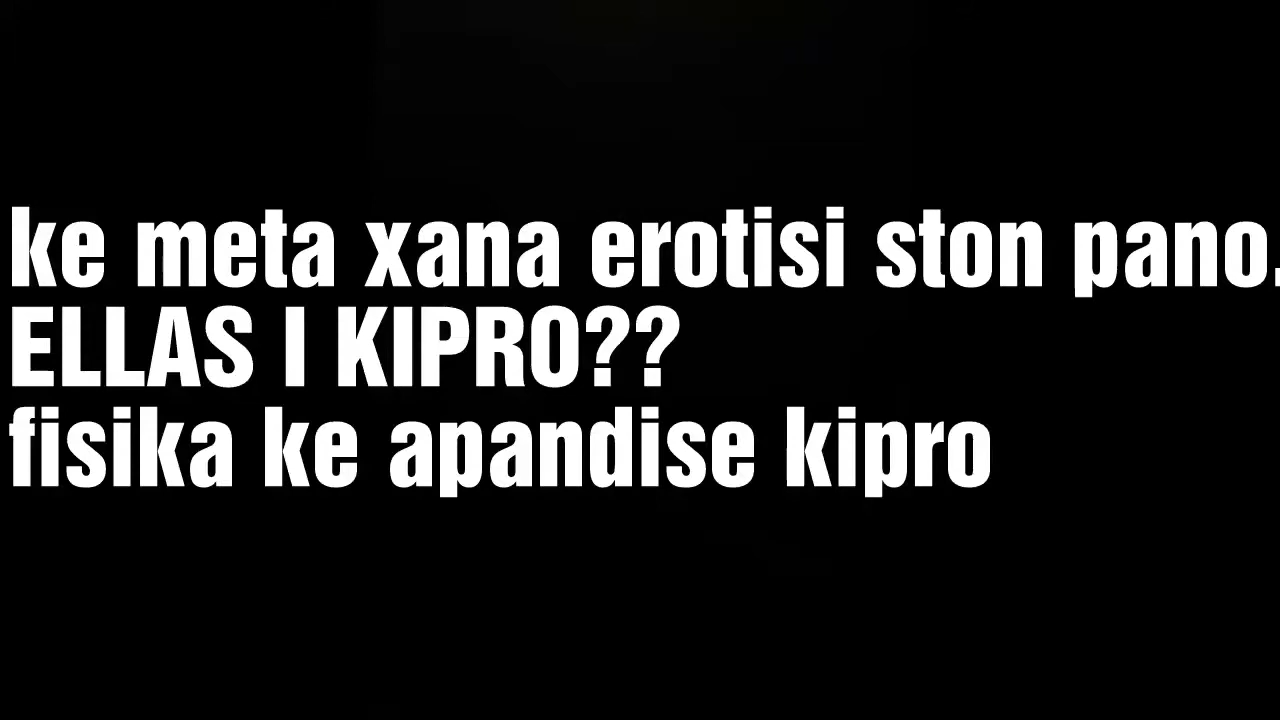 ke meta xana erotisi ston pano.
ELLAS I KIPRO??
fisika ke apandise kipro